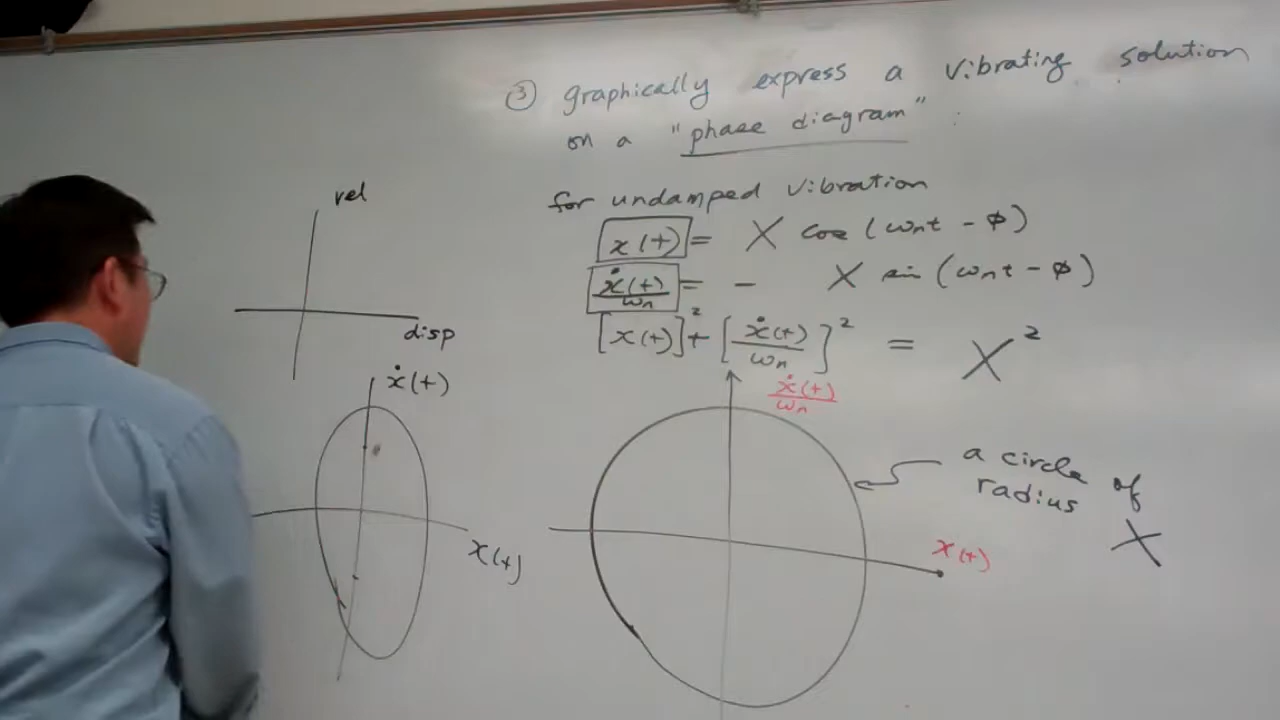 ③ graphically express a vibrating solution
on a "phase diagram"
for undamped vibration
x(t) = X cos (ωnt - φ)
ẋ(t)/ωn = - X sin (ωnt - φ)
[x(t)]² + [ẋ(t)/ωn]² = X²
vel
disp
ẋ(t)
x(t)
ẋ(t)/ωn
x(t)
a circle of
radius
X